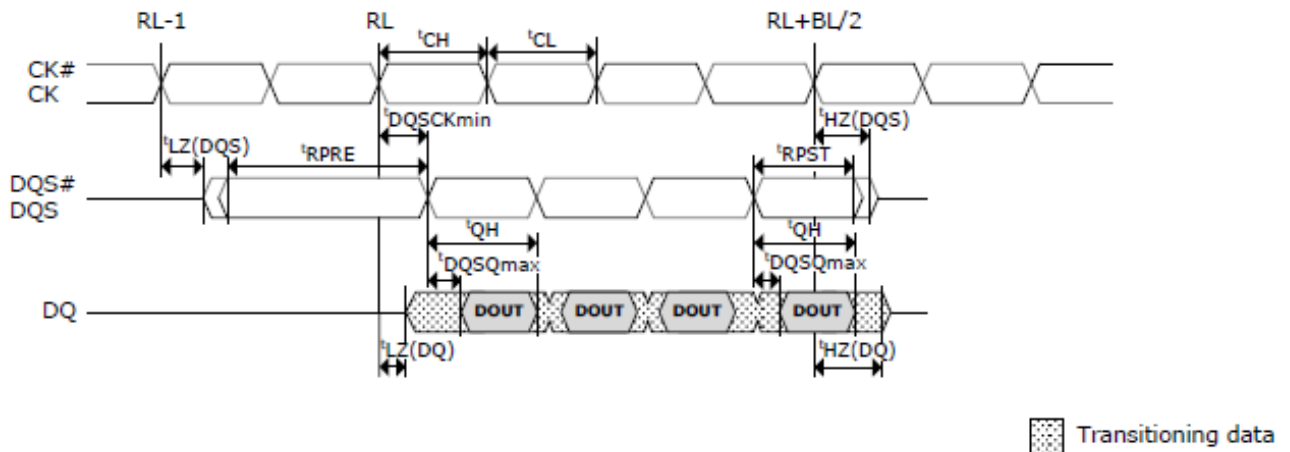 RL-1 RL RL+BL/2
tCH tCL
CK#
CK
tDQSCKmin tHZ(DQS)
tLZ(DQS) tRPRE tRPST
DQS#
DQS
tQH tQH
tDQSQmax tDQSQmax
DQ DOUT DOUT DOUT DOUT
tLZ(DQ) tHZ(DQ)
Transitioning data